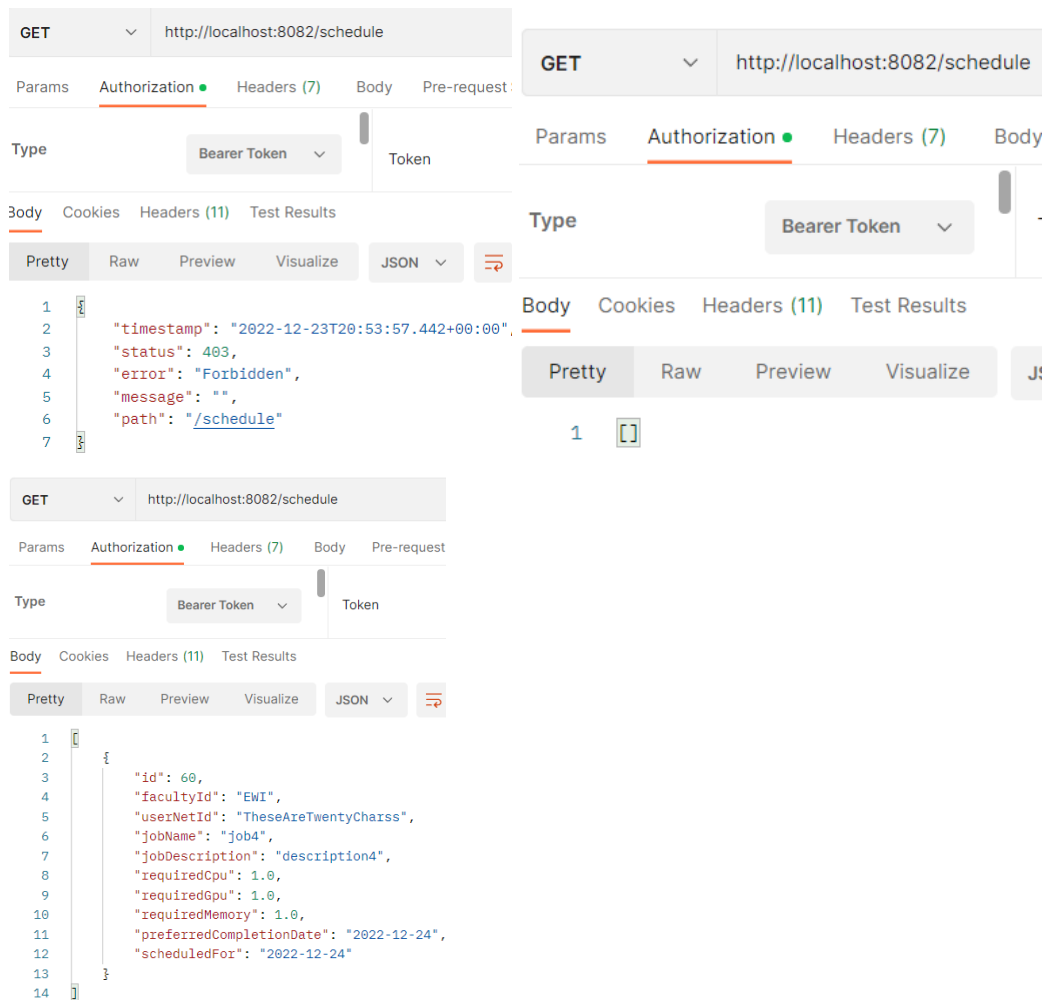 GET http://localhost:8082/schedule
Params Authorization Headers (7) Body Pre-request
Type Bearer Token Token
Body Cookies Headers (11) Test Results
Pretty Raw Preview Visualize JSON
1 {
2 "timestamp": "2022-12-23T20:53:57.442+00:00",
3 "status": 403,
4 "error": "Forbidden",
5 "message": "",
6 "path": "/schedule"
7 }
GET http://localhost:8082/schedule
Params Authorization Headers (7) Body
Type Bearer Token
Body Cookies Headers (11) Test Results
Pretty Raw Preview Visualize
1 []
GET http://localhost:8082/schedule
Params Authorization Headers (7) Body Pre-request
Type Bearer Token Token
Body Cookies Headers (11) Test Results
Pretty Raw Preview Visualize JSON
1 [
2 {
3 "id": 60,
4 "facultyId": "EWI",
5 "userNetId": "TheseAreTwentyCharss",
6 "jobName": "job4",
7 "jobDescription": "description4",
8 "requiredCpu": 1.0,
9 "requiredGpu": 1.0,
10 "requiredMemory": 1.0,
11 "preferredCompletionDate": "2022-12-24",
12 "scheduledFor": "2022-12-24"
13 }
14 ]